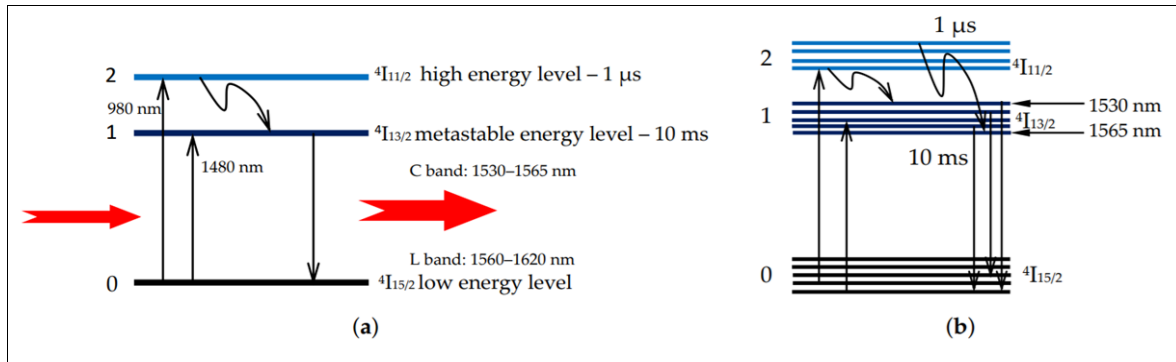 2
⁴I₁₁/₂ high energy level – 1 μs
980 nm
1
⁴I₁₃/₂ metastable energy level – 10 ms
1480 nm
C band: 1530–1565 nm
L band: 1560–1620 nm
0
⁴I₁₅/₂ low energy level
(a)
1 μs
2
⁴I₁₁/₂
1530 nm
1
⁴I₁₃/₂
1565 nm
10 ms
0
⁴I₁₅/₂
(b)